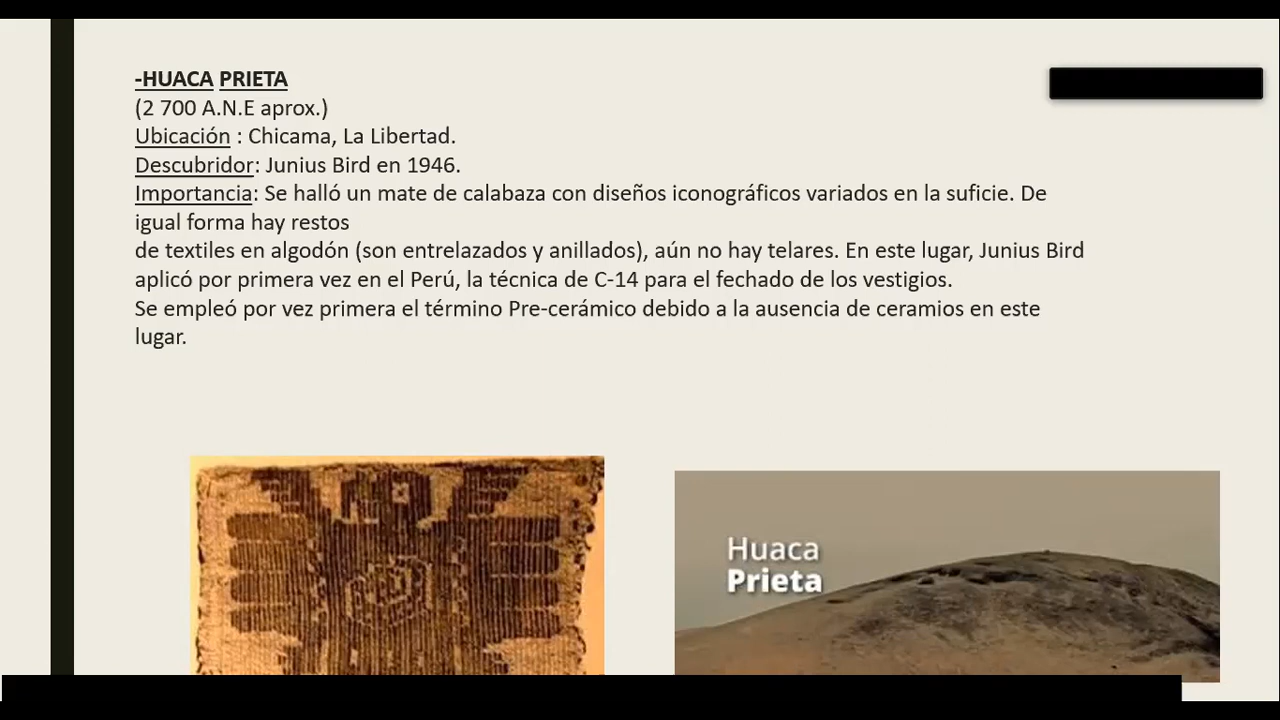 -HUACA PRIETA
(2 700 A.N.E aprox.)
Ubicación : Chicama, La Libertad.
Descubridor: Junius Bird en 1946.
Importancia: Se halló un mate de calabaza con diseños iconográficos variados en la suficie. De
igual forma hay restos
de textiles en algodón (son entrelazados y anillados), aún no hay telares. En este lugar, Junius Bird
aplicó por primera vez en el Perú, la técnica de C-14 para el fechado de los vestigios.
Se empleó por vez primera el término Pre-cerámico debido a la ausencia de ceramios en este
lugar.
Huaca
Prieta